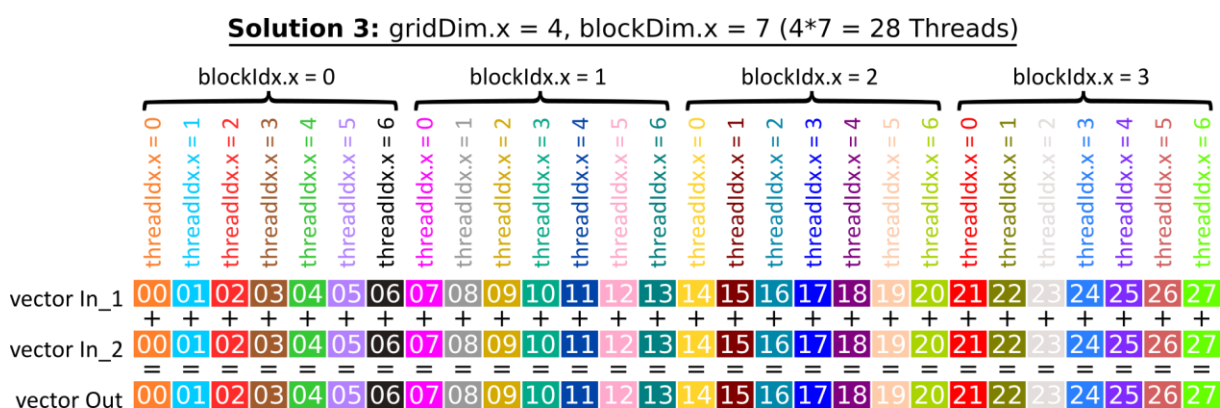 Solution 3: gridDim.x = 4, blockDim.x = 7 (4*7 = 28 Threads)
blockIdx.x = 0 blockIdx.x = 1 blockIdx.x = 2 blockIdx.x = 3
threadIdx.x = 0 threadIdx.x = 1 threadIdx.x = 2 threadIdx.x = 3 threadIdx.x = 4 threadIdx.x = 5 threadIdx.x = 6 threadIdx.x = 0 threadIdx.x = 1 threadIdx.x = 2 threadIdx.x = 3 threadIdx.x = 4 threadIdx.x = 5 threadIdx.x = 6 threadIdx.x = 0 threadIdx.x = 1 threadIdx.x = 2 threadIdx.x = 3 threadIdx.x = 4 threadIdx.x = 5 threadIdx.x = 6 threadIdx.x = 0 threadIdx.x = 1 threadIdx.x = 2 threadIdx.x = 3 threadIdx.x = 4 threadIdx.x = 5 threadIdx.x = 6
vector In_1 00 01 02 03 04 05 06 07 08 09 10 11 12 13 14 15 16 17 18 19 20 21 22 23 24 25 26 27
+ + + + + + + + + + + + + + + + + + + + + + + + + + + +
vector In_2 00 01 02 03 04 05 06 07 08 09 10 11 12 13 14 15 16 17 18 19 20 21 22 23 24 25 26 27
= = = = = = = = = = = = = = = = = = = = = = = = = = = =
vector Out 00 01 02 03 04 05 06 07 08 09 10 11 12 13 14 15 16 17 18 19 20 21 22 23 24 25 26 27